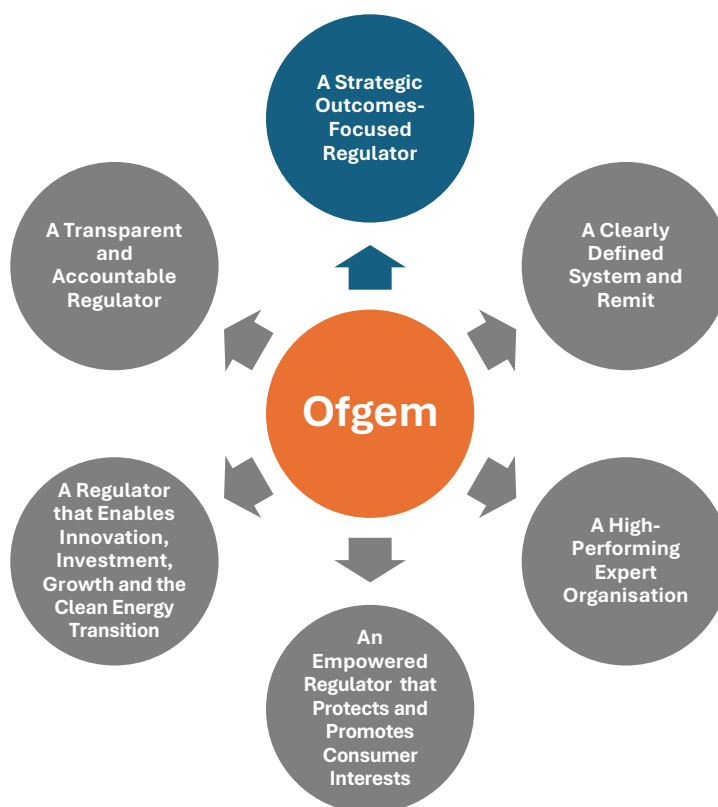 A Strategic
Outcomes-
Focused
Regulator
A Transparent
and
Accountable
Regulator
A Clearly
Defined
System and
Remit
Ofgem
A Regulator
that Enables
Innovation,
Investment,
Growth and the
Clean Energy
Transition
A High-
Performing
Expert
Organisation
An
Empowered
Regulator that
Protects and
Promotes
Consumer
Interests